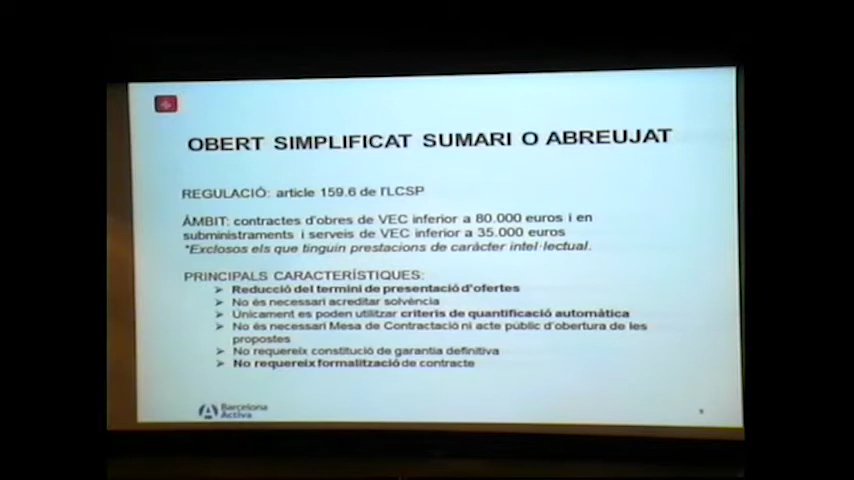 OBERT SIMPLIFICAT SUMARI O ABREUJAT
REGULACIÓ: article 159.6 de l'LCSP
ÀMBIT: contractes d'obres de VEC inferior a 80.000 euros i en
subministraments i serveis de VEC inferior a 35.000 euros
*Exclosos els que tinguin prestacions de caràcter intel·lectual.
PRINCIPALS CARACTERÍSTIQUES:
➢ Reducció del termini de presentació d'ofertes
➢ No és necessari acreditar solvència
➢ Únicament es poden utilitzar criteris de quantificació automàtica
➢ No és necessari Mesa de Contractació ni acte públic d'obertura de les
propostes
➢ No requereix constitució de garantia definitiva
➢ No requereix formalització de contracte
Barcelona
Activa